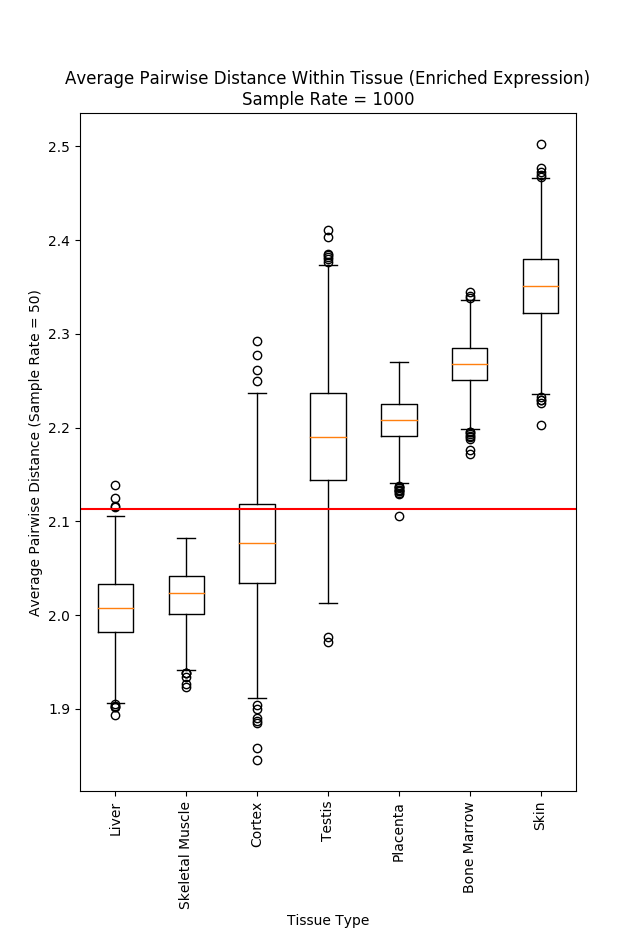 Average Pairwise Distance Within Tissue (Enriched Expression)
Sample Rate = 1000
Average Pairwise Distance (Sample Rate = 50)
2.5
2.4
2.3
2.2
2.1
2.0
1.9
Liver
Skeletal Muscle
Cortex
Testis
Placenta
Bone Marrow
Skin
Tissue Type